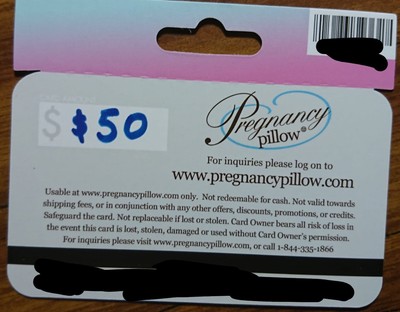 $ $50
Pregnancy
pillow®
For inquiries please log on to
www.pregnancypillow.com
Usable at www.pregnancypillow.com only. Not redeemable for cash. Not valid towards
shipping fees, or in conjunction with any other offers, discounts, promotions, or credits.
Safeguard the card. Not replaceable if lost or stolen. Card Owner bears all risk of loss in
the event this card is lost, stolen, damaged or used without Card Owner's permission.
For inquiries please visit www.pregnancypillow.com, or call 1-844-335-1866